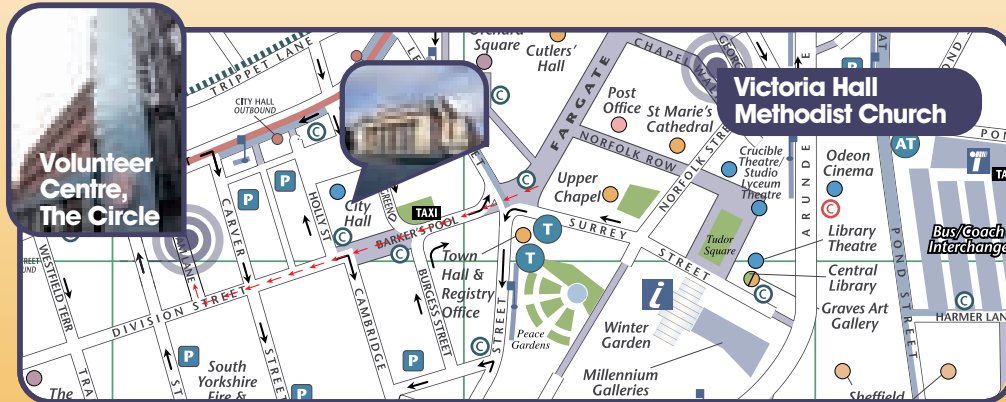 Volunteer
Centre,
The Circle
Victoria Hall
Methodist Church
TRIPPET LANE
CITY HALL
OUTBOUND
Square
Cutlers'
Hall
CHAPEL WALK
FARGATE
Post
Office
St Marie's
Cathedral
NORFOLK ROW
Upper
Chapel
Crucible
Theatre/
Studio
Lyceum
Theatre
Odeon
Cinema
AT
POND
i
P
P
P
P
P
P
C
C
C
C
C
C
C
C
C
C
T
T
HOLLY ST
CARVER
STREET
City
Hall
TAXI
BARKER'S POOL
SURREY
STREET
NORFOLK STREET
Tudor
Square
Library
Theatre
Central
Library
Graves Art
Gallery
Bus/Coach
Interchange
HARMER LANE
POND STREET
WESTFIELD TERR
DIVISION STREET
CAMBRIDGE
BURGESS STREET
Town
Hall &
Registry
Office
STREET
Peace
Gardens
i
Winter
Garden
Millennium
Galleries
South
Yorkshire
Fire &
The
Sheffield